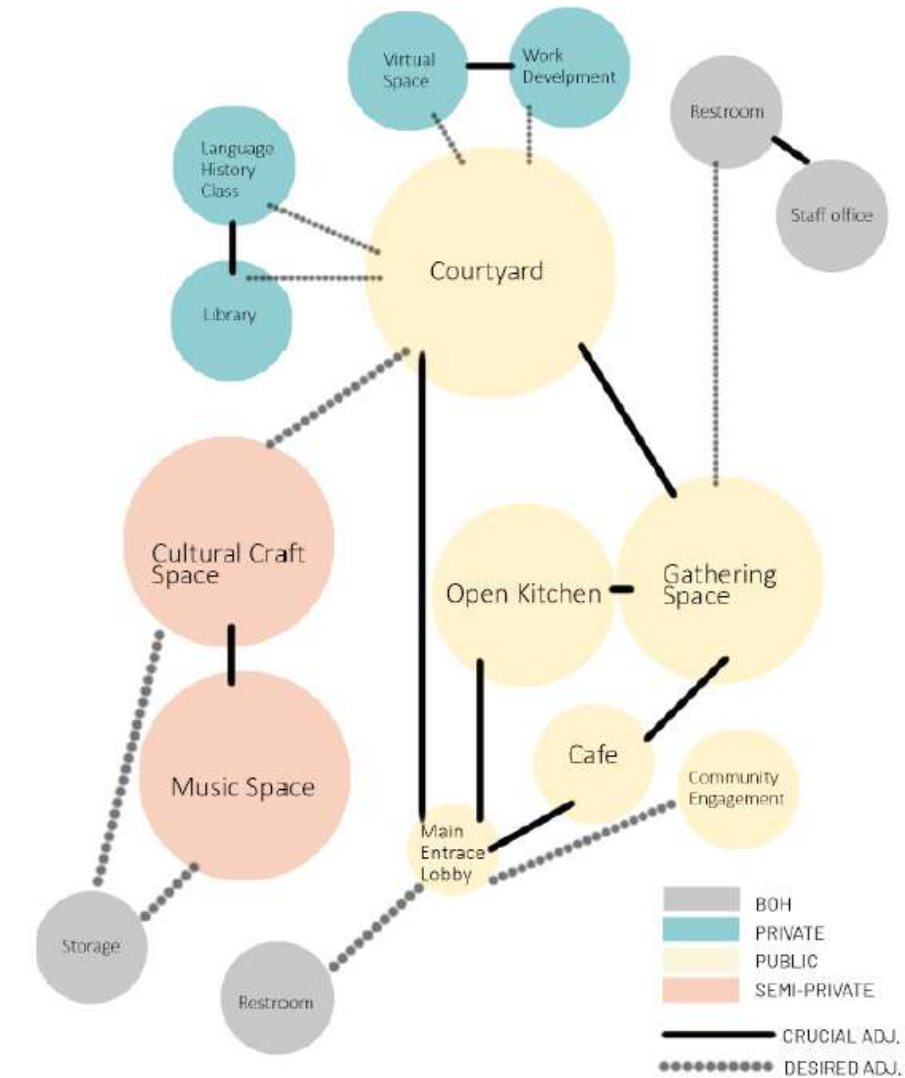 Virtual
Space
Work
Develpment
Restroom
Language
History
Class
Staff office
Courtyard
Library
Cultural Craft
Space
Open Kitchen
Gathering
Space
Cafe
Music Space
Community
Engagement
Main
Entrace
Lobby
Storage
Restroom
BOH
PRIVATE
PUBLIC
SEMI-PRIVATE
CRUCIAL ADJ.
DESIRED ADJ.